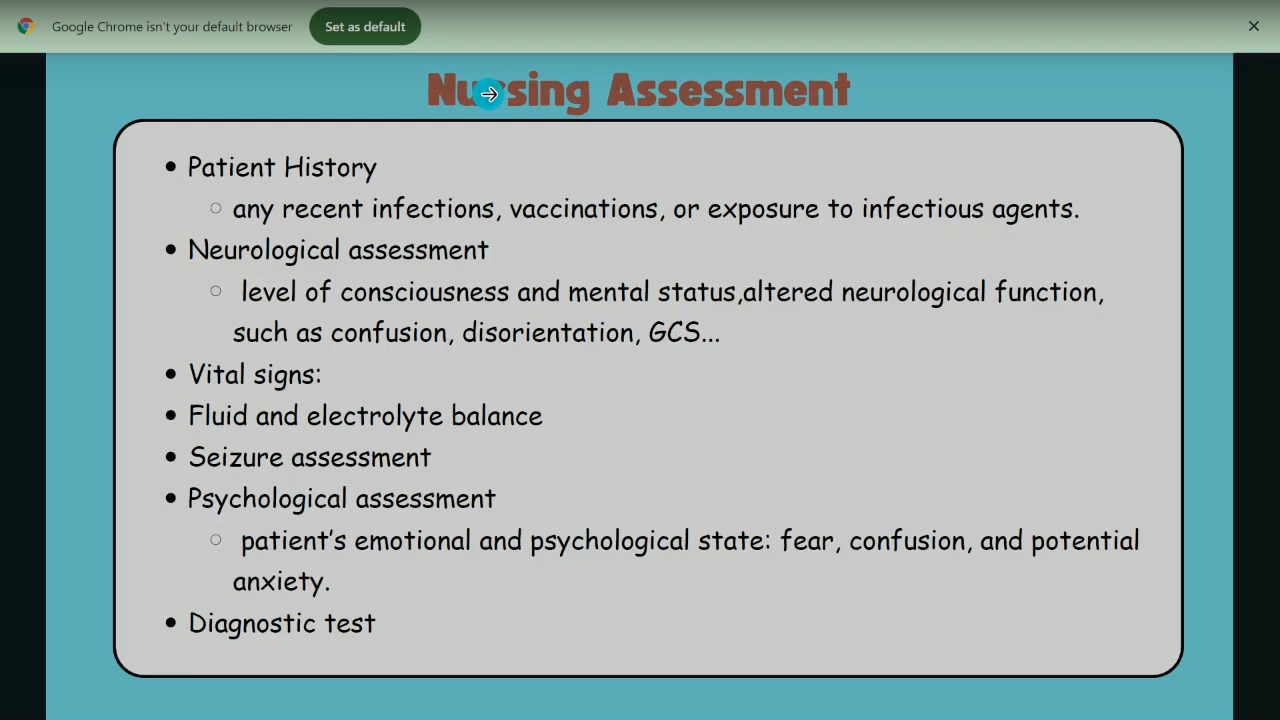 Google Chrome isn't your default browser
Set as default
Nursing Assessment
• Patient History
○ any recent infections, vaccinations, or exposure to infectious agents.
• Neurological assessment
○ level of consciousness and mental status,altered neurological function,
such as confusion, disorientation, GCS...
• Vital signs:
• Fluid and electrolyte balance
• Seizure assessment
• Psychological assessment
○ patient's emotional and psychological state: fear, confusion, and potential
anxiety.
• Diagnostic test